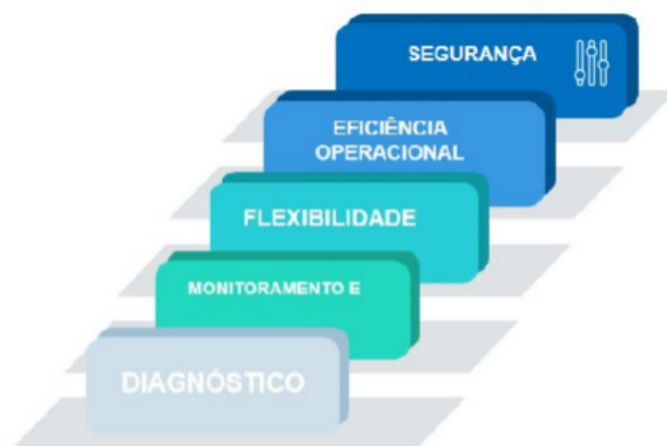 SEGURANÇA
EFICIÊNCIA
OPERACIONAL
FLEXIBILIDADE
MONITORAMENTO E
DIAGNÓSTICO